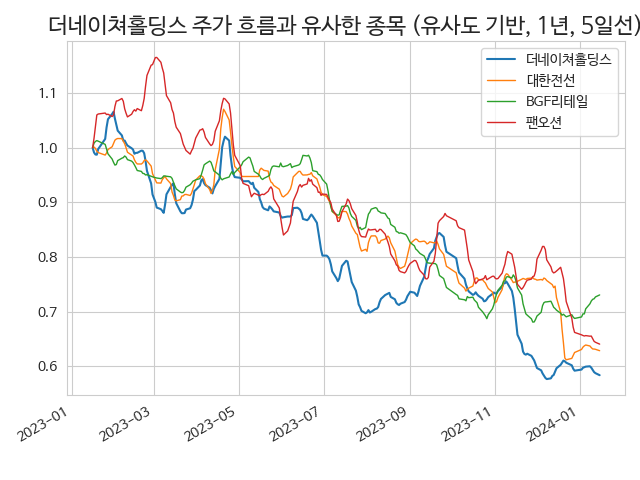 더네이쳐홀딩스 주가 흐름과 유사한 종목 (유사도 기반, 1년, 5일선)
더네이쳐홀딩스
대한전선
BGF리테일
팬오션
1.1
1.0
0.9
0.8
0.7
0.6
2023-01
2023-03
2023-05
2023-07
2023-09
2023-11
2024-01